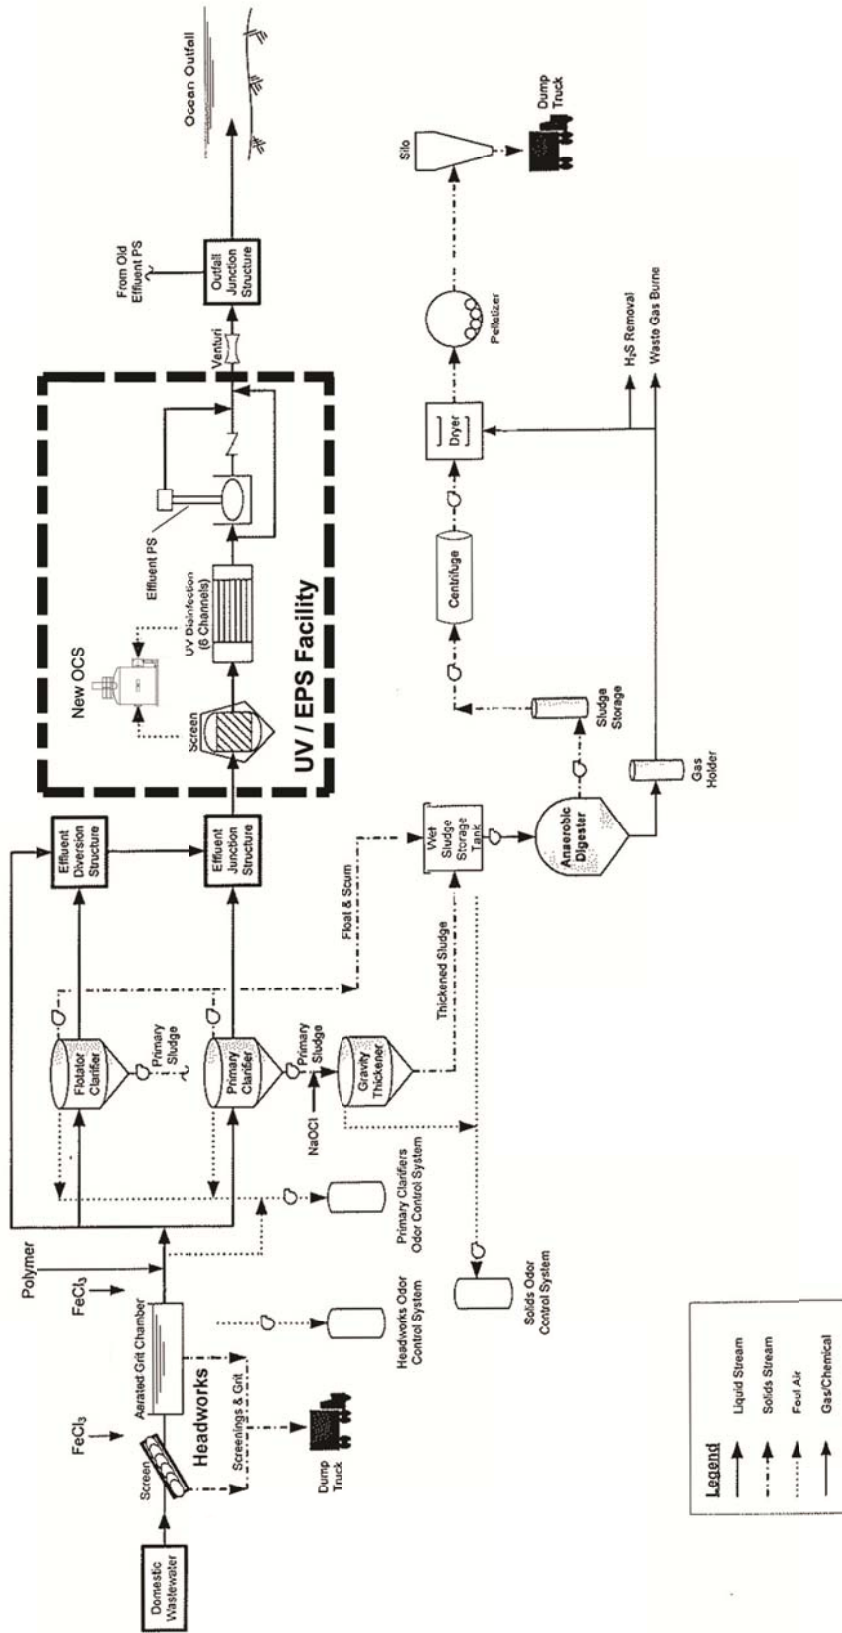 Domestic
Wastewater
Screen
FeCl₃
Aerated Grit Chamber
Headworks
Screenings & Grit
Dump
Truck
FeCl₃
Polymer
Headworks Odor
Control System
Primary Clarifiers
Odor Control System
Solids Odor
Control System
Flotator
Clarifier
Primary
Sludge
Primary
Clarifier
NaOCl
Primary
Sludge
Gravity
Thickener
Float & Scum
Thickened Sludge
Effluent
Diversion
Structure
Effluent
Junction
Structure
Wet
Sludge
Storage
Tank
Anaerobic
Digester
Gas
Holder
Sludge
Storage
New OCS
Screen
UV Disinfection
(6 Channels)
Effluent PS
UV / EPS Facility
Venturi
From Old
Effluent PS
Outfall
Junction
Structure
Ocean Outfall
Centrifuge
Dryer
Pelletizer
Silo
Dump
Truck
H₂S Removal
Waste Gas Burne
Legend
Liquid Stream
Solids Stream
Foul Air
Gas/Chemical